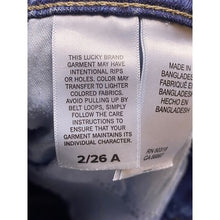 THIS LUCKY BRAND
GARMENT MAY HAVE
INTENTIONAL RIPS
OR HOLES. COLOR MAY
TRANSFER TO LIGHTER
COLORED FABRICS.
AVOID PULLING UP BY
BELT LOOPS, SIMPLY
FOLLOW THE CARE
INSTRUCTIONS TO
ENSURE THAT YOUR
GARMENT MAINTAINS ITS
INDIVIDUAL CHARACTER.
2/26 A
MADE IN
BANGLADESH
FABRIQUÉ EN
BANGLADESH
HECHO EN
BANGLADESH
RN 80318